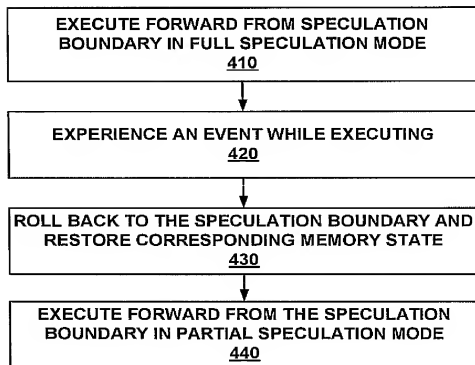 EXECUTE FORWARD FROM SPECULATION
BOUNDARY IN FULL SPECULATION MODE
410
EXPERIENCE AN EVENT WHILE EXECUTING
420
ROLL BACK TO THE SPECULATION BOUNDARY AND
RESTORE CORRESPONDING MEMORY STATE
430
EXECUTE FORWARD FROM THE SPECULATION
BOUNDARY IN PARTIAL SPECULATION MODE
440